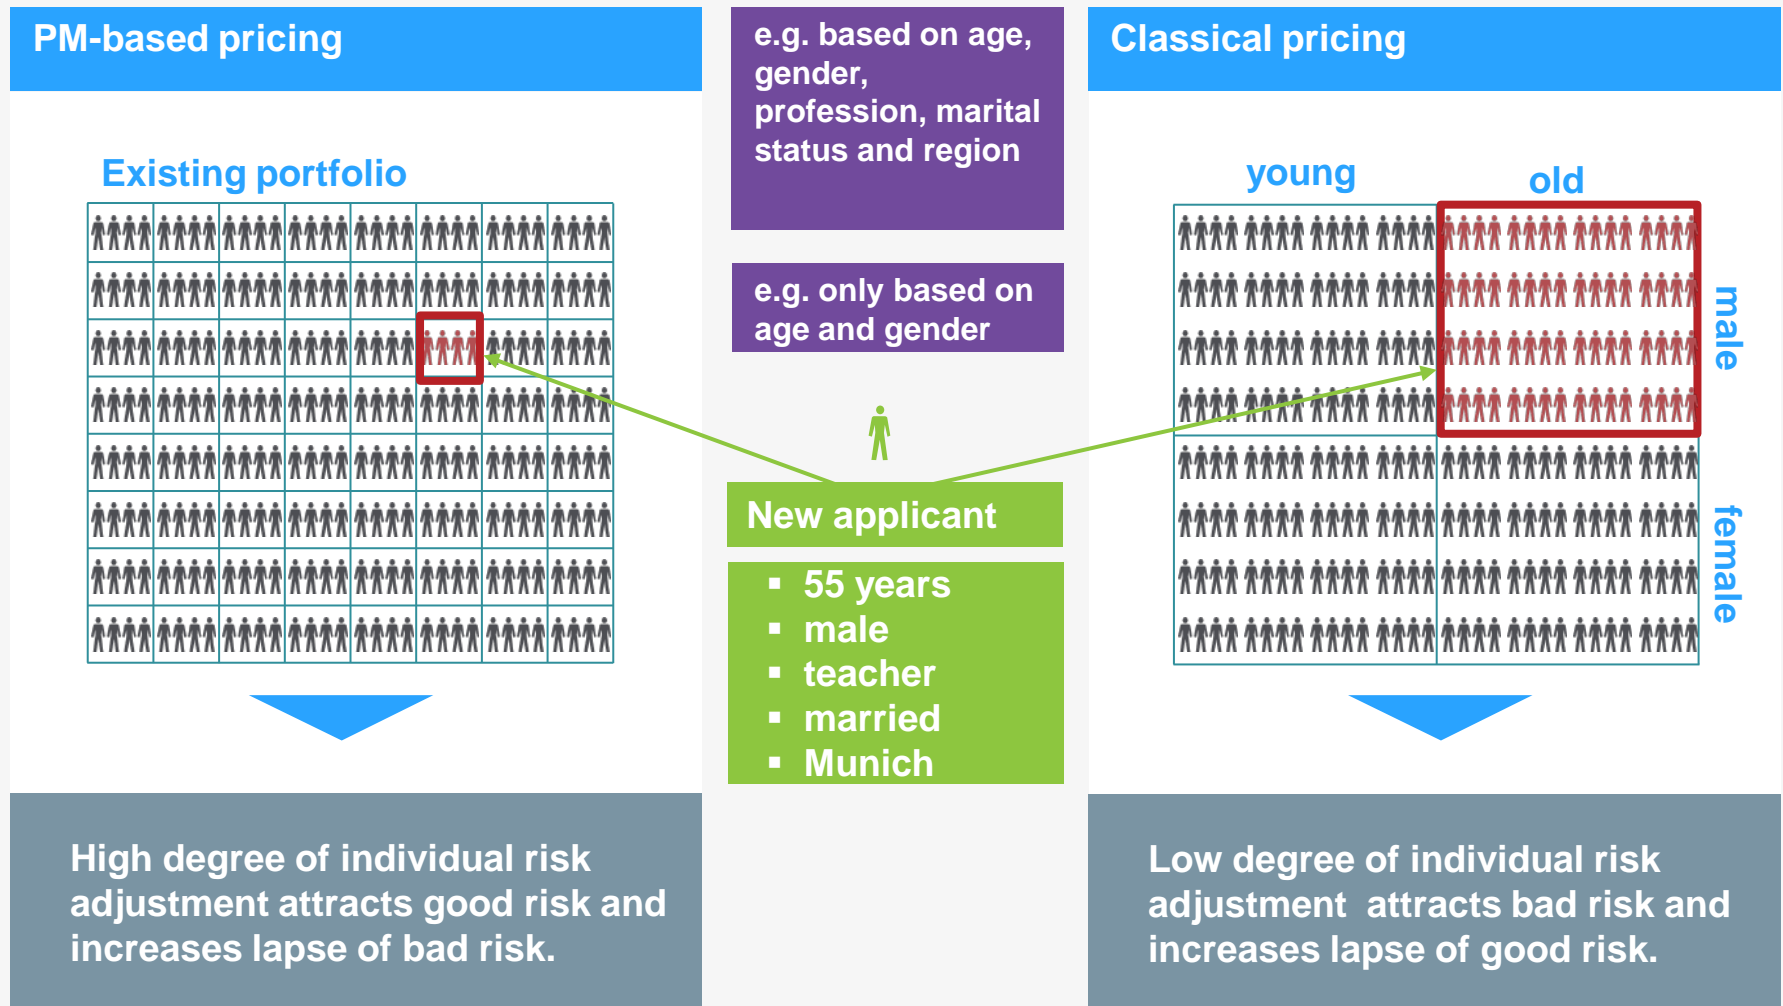 PM-based pricing
Existing portfolio
High degree of individual risk
adjustment attracts good risk and
increases lapse of bad risk.
e.g. based on age,
gender,
profession, marital
status and region
e.g. only based on
age and gender
New applicant
▪ 55 years
▪ male
▪ teacher
▪ married
▪ Munich
Classical pricing
young
old
male
female
Low degree of individual risk
adjustment  attracts bad risk and
increases lapse of good risk.